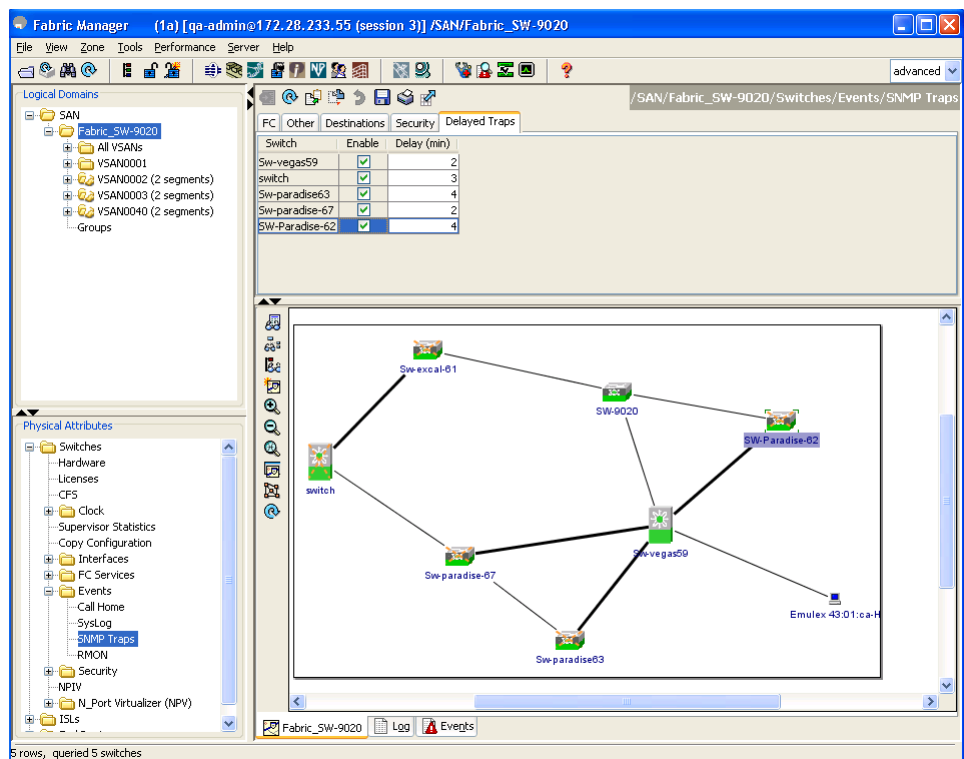 Fabric Manager (1a) [qa-admin@172.28.233.55 (session 3)] /SAN/Fabric_SW-9020
File View Zone Tools Performance Server Help
advanced
Logical Domains
SAN
Fabric_SW-9020
All VSANs
VSAN0001
VSAN0002 (2 segments)
VSAN0003 (2 segments)
VSAN0040 (2 segments)
Groups
/SAN/Fabric_SW-9020/Switches/Events/SNMP Traps
FC Other Destinations Security Delayed Traps
Switch Enable Delay (min)
Sw-vegas59 2
switch 3
Sw-paradise63 4
Sw-paradise-67 2
SW-Paradise-62 4
Physical Attributes
Switches
Hardware
Licenses
CFS
Clock
Supervisor Statistics
Copy Configuration
Interfaces
FC Services
Events
Call Home
SysLog
SNMP Traps
RMON
Security
NPIV
N_Port Virtualizer (NPV)
ISLs
Sw-excal-61
SW-9020
SW-Paradise-62
switch
Sw-vegas59
Sw-paradise-67
Emulex 43:01:ca-H
Sw-paradise63
Fabric_SW-9020 Log Events
5 rows, queried 5 switches